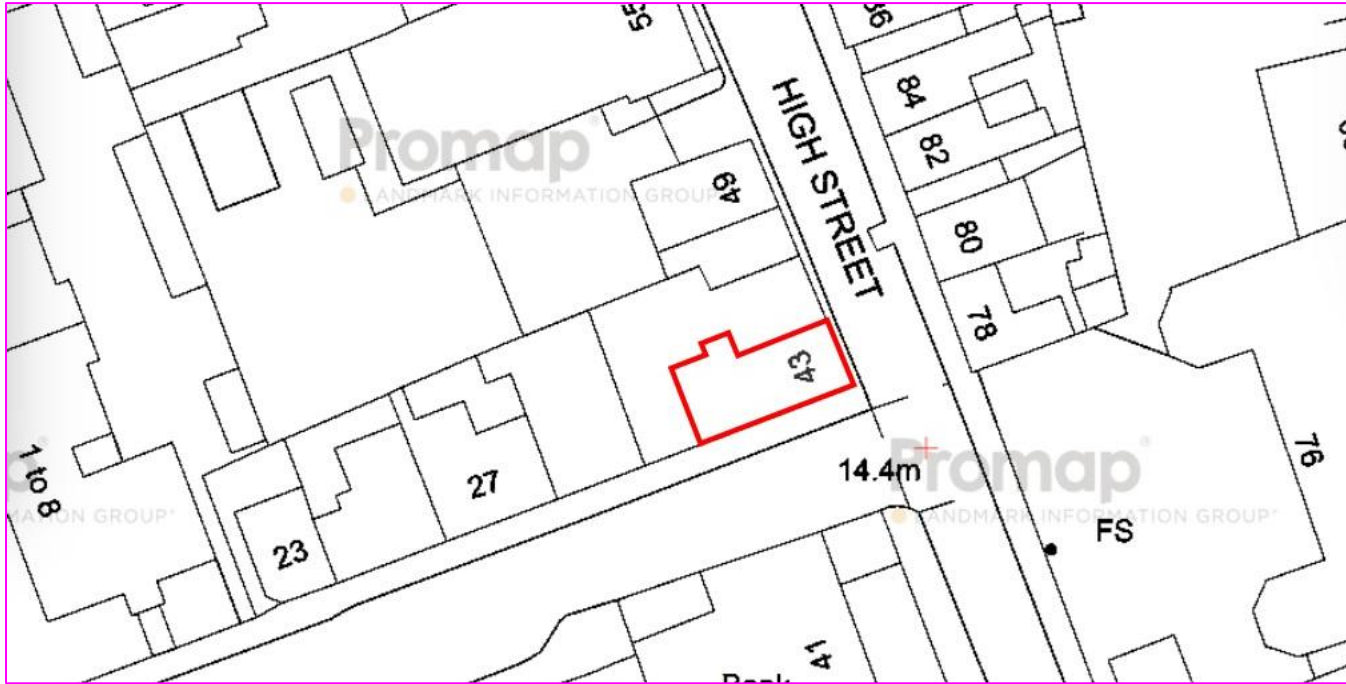 55
86
84
82
80
78
HIGH STREET
49
43
Promap
LANDMARK INFORMATION GROUP
27
23
1 to 8
MATION GROUP
14.4m
Promap
LANDMARK INFORMATION GROUP
FS
76
41
Bank